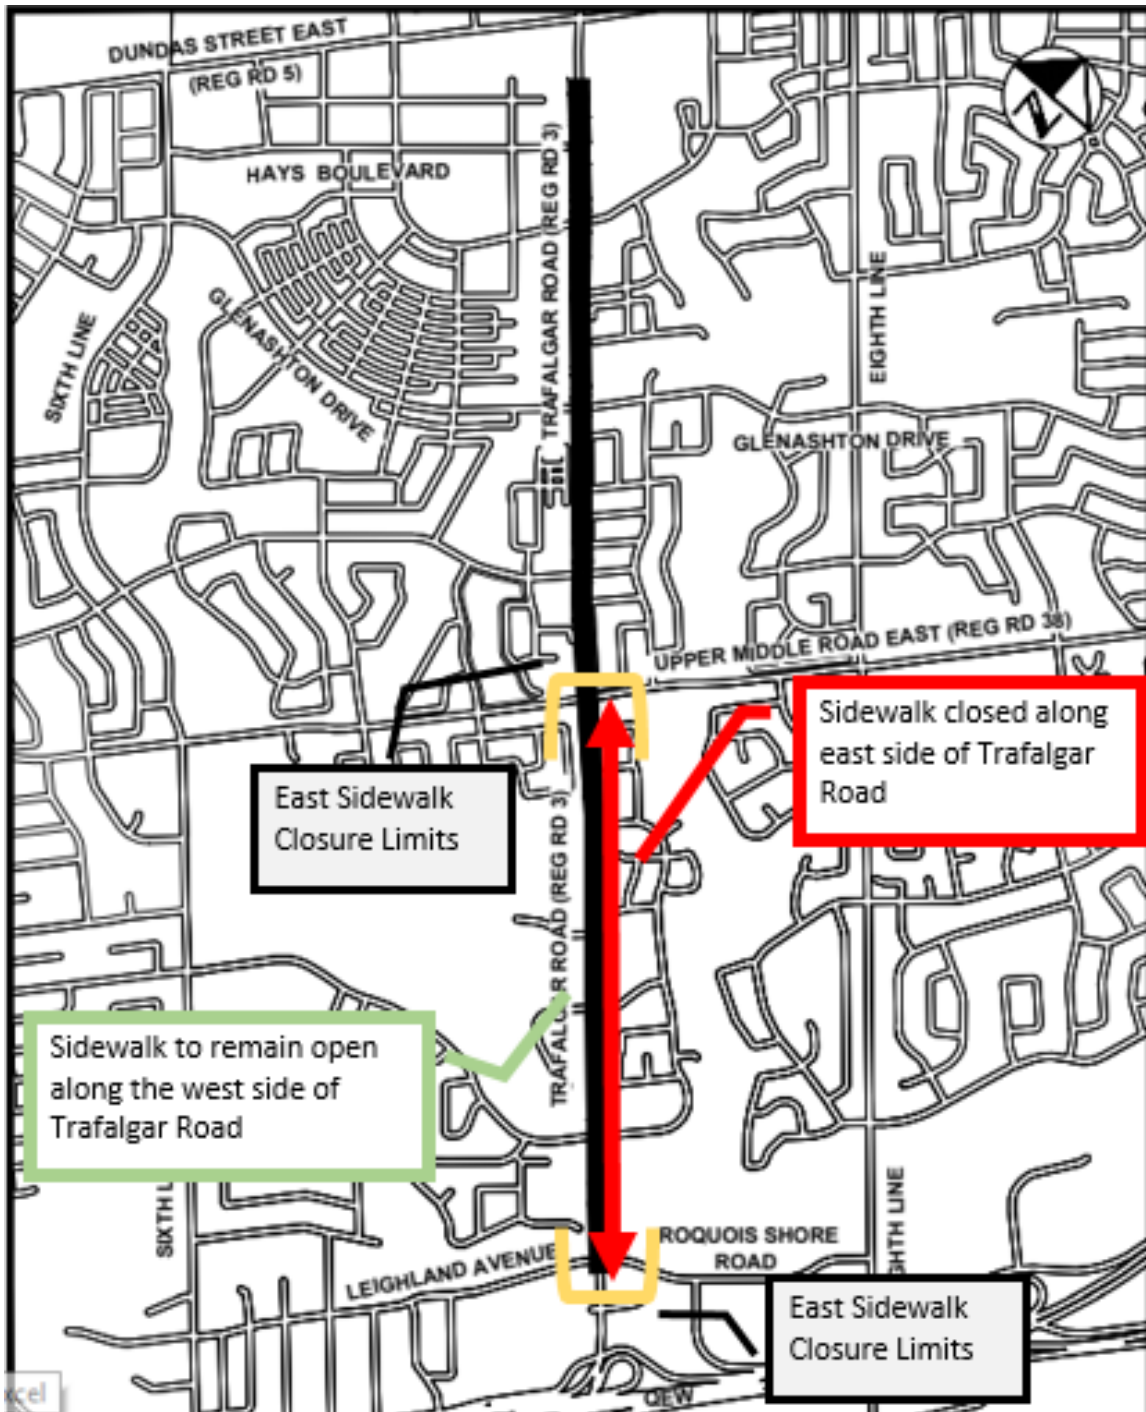 DUNDAS STREET EAST
(REG RD 5)
N
HAYS BOULEVARD
TRAFALGAR ROAD (REG RD 3)
EIGHTH LINE
SIXTH LINE
GLENASHTON DRIVE
GLENASHTON DRIVE
UPPER MIDDLE ROAD EAST (REG RD 38)
Sidewalk closed along
east side of Trafalgar
Road
East Sidewalk
Closure Limits
TRAFALGAR ROAD (REG RD 3)
Sidewalk to remain open
along the west side of
Trafalgar Road
SIXTH L
GHTH LINE
ROQUOIS SHORE
ROAD
LEIGHLAND AVENUE
East Sidewalk
Closure Limits
QEW
xcel